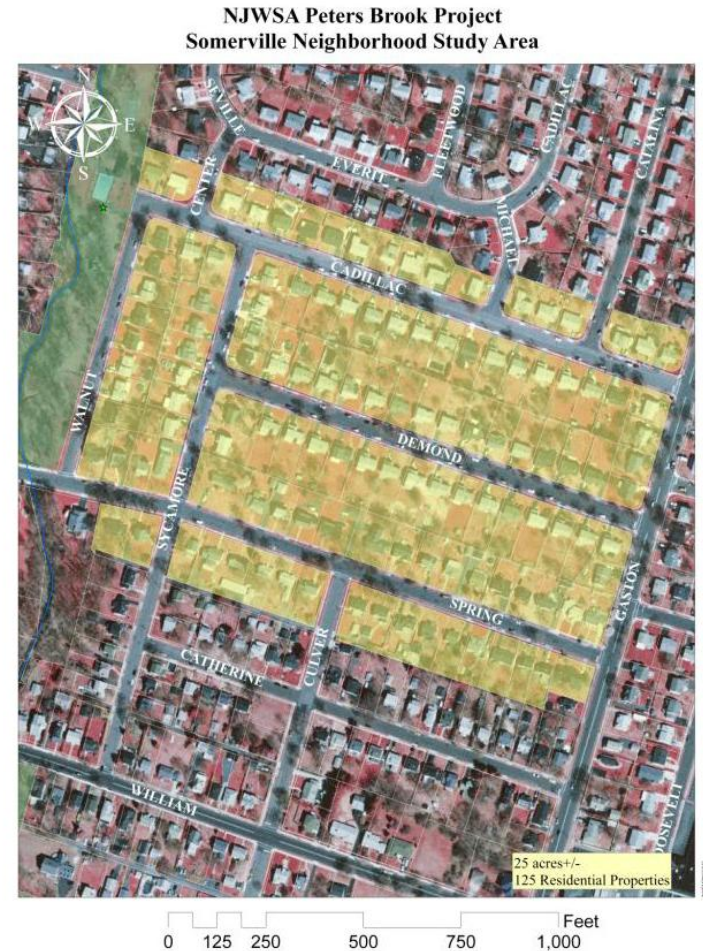 NJWSA Peters Brook Project
Somerville Neighborhood Study Area
N
W E
S
SEVILLE
CENTER
EVERIL
FLEETWOOD
CADILLAC
CATALINA
MICHAEL
CADILLAC
WALNUT
DEMOND
SYCAMORE
SPRING
GASTON
CULVER
CATHERINE
WILLIAM
25 acres+/-
125 Residential Properties
Feet
0 125 250 500 750 1,000